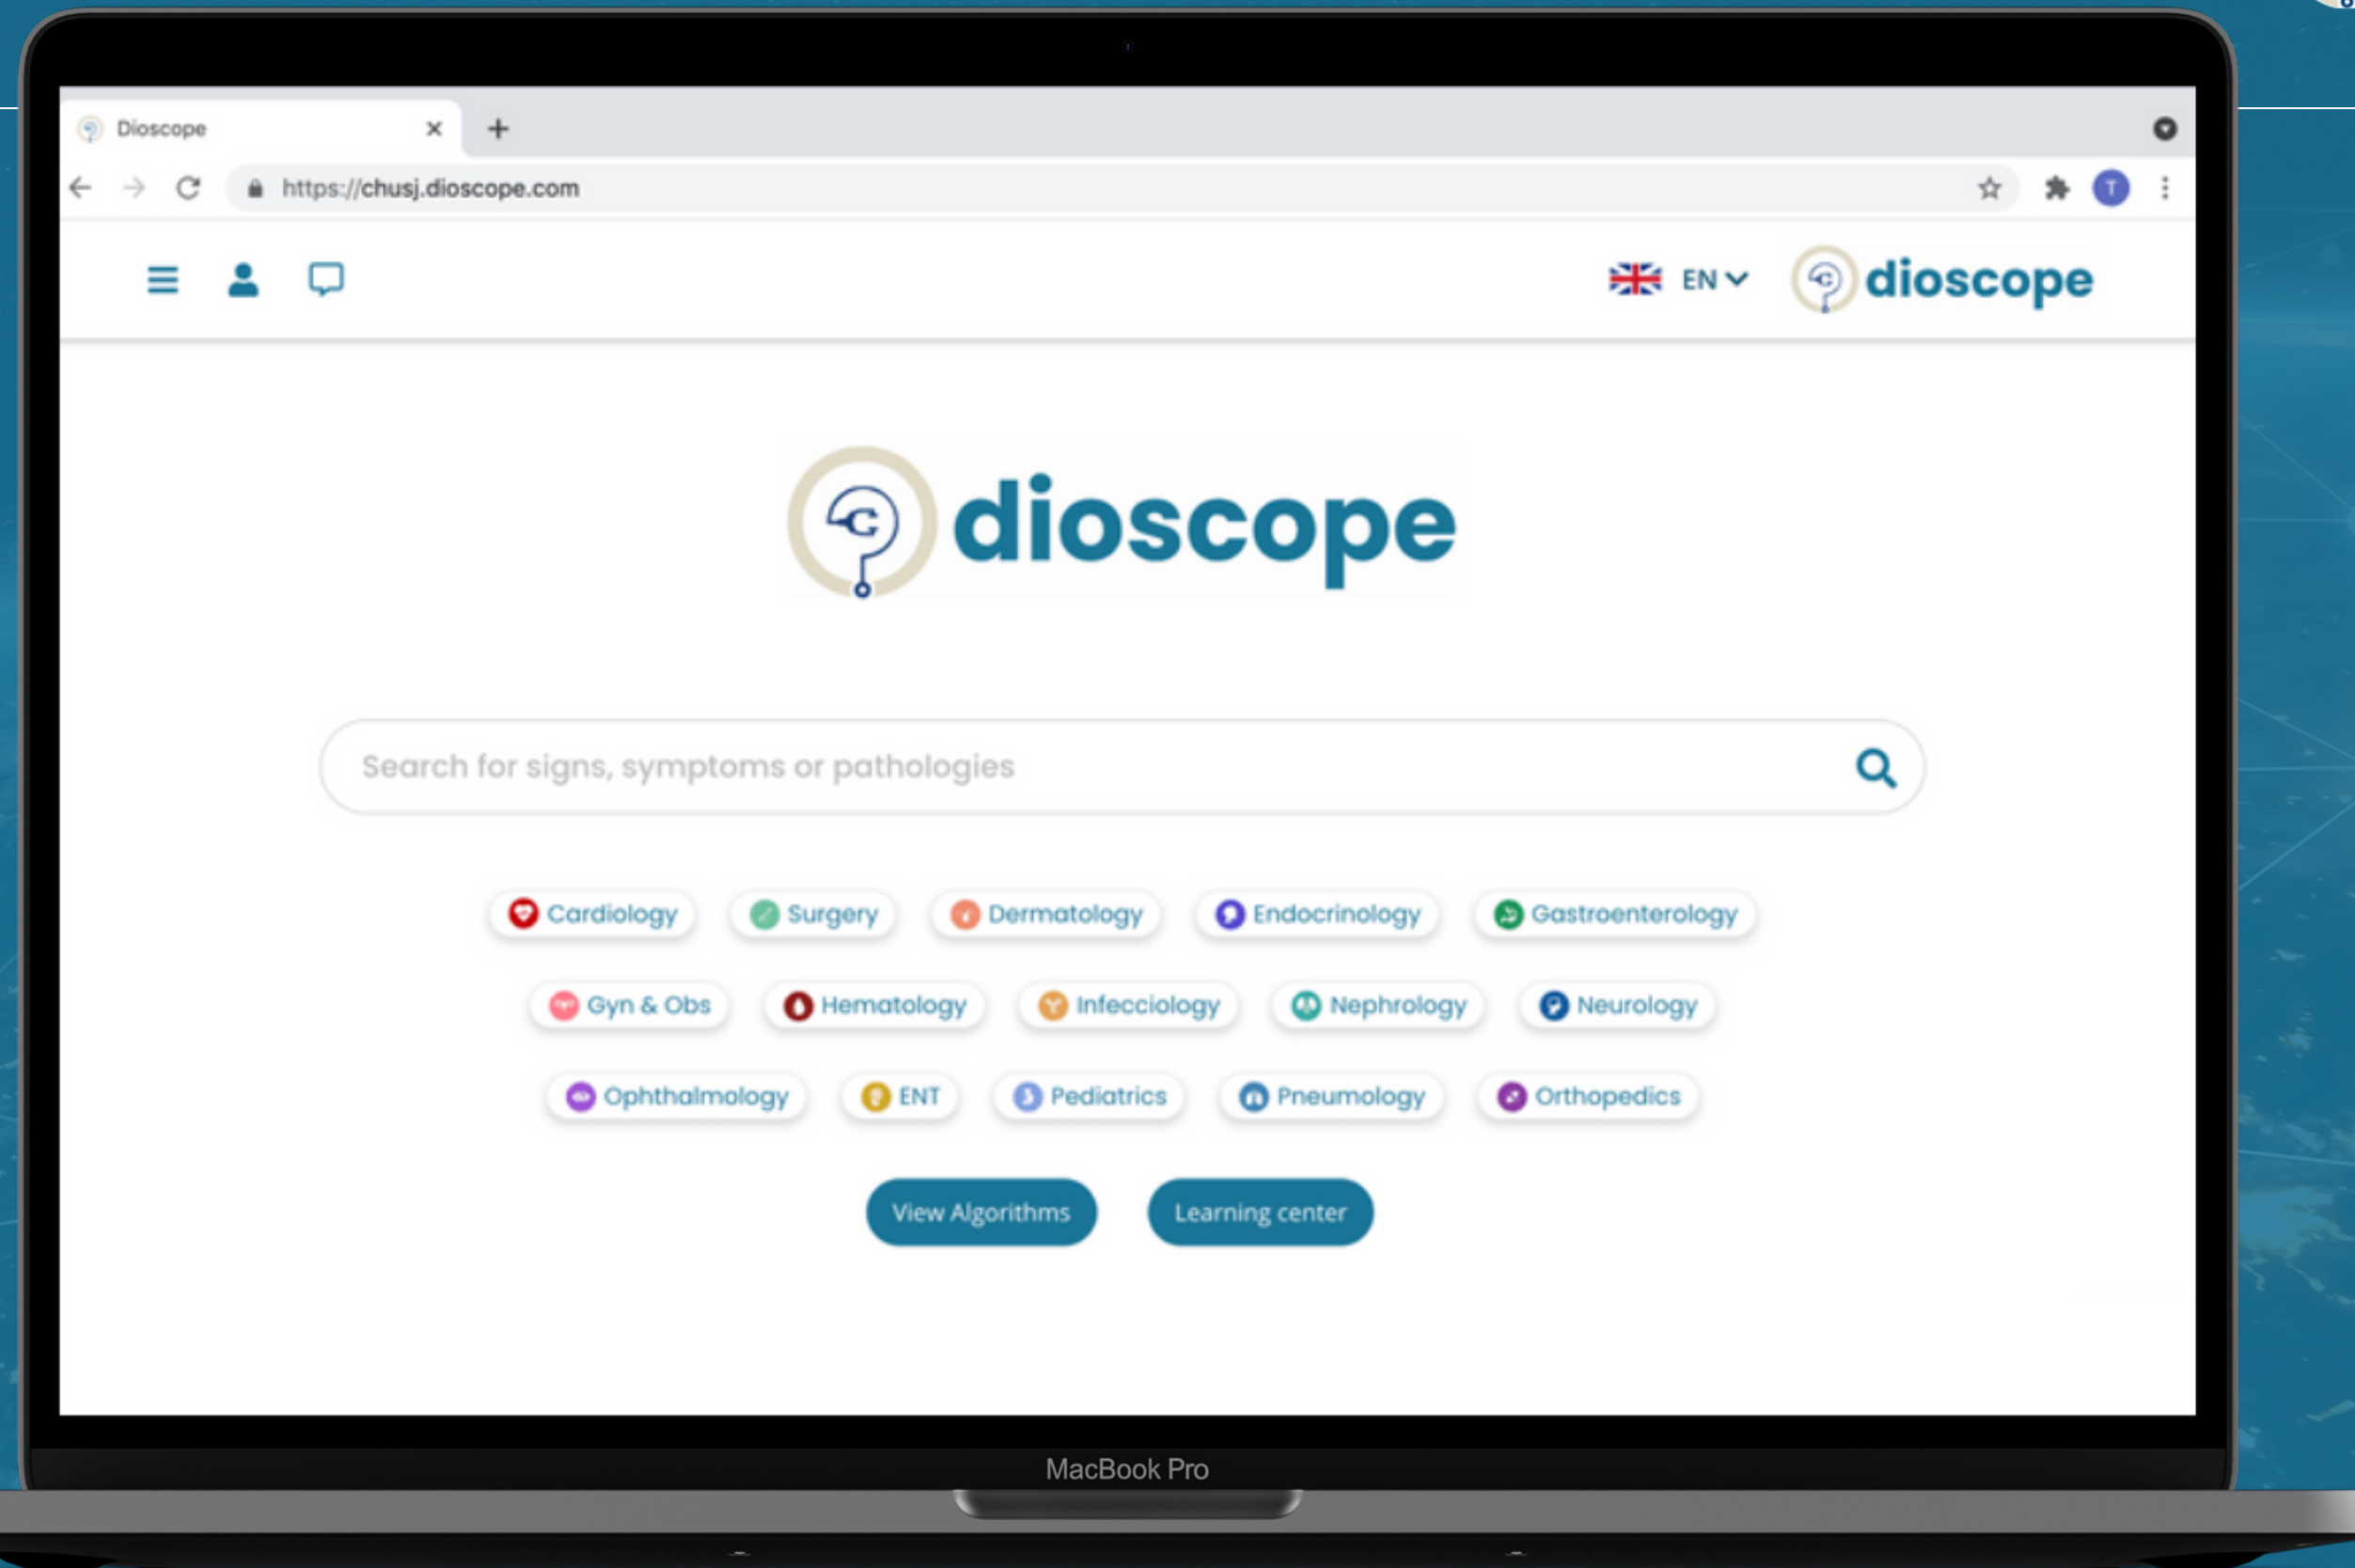 Dioscope
https://chusj.dioscope.com
T
EN
dioscope
dioscope
Search for signs, symptoms or pathologies
Cardiology Surgery Dermatology Endocrinology Gastroenterology
Gyn & Obs Hematology Infecciology Nephrology Neurology
Ophthalmology ENT Pediatrics Pneumology Orthopedics
View Algorithms Learning center
MacBook Pro